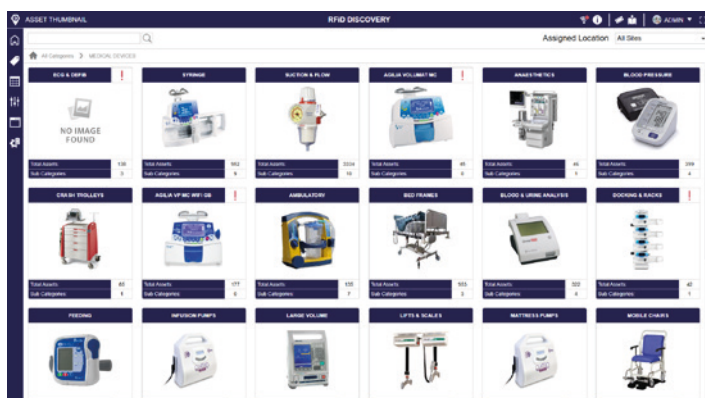 ASSET THUMBNAIL
RFiD DISCOVERY
ADMIN
Assigned Location
All Sites
All Categories
MEDICAL DEVICES
ECG & DEFIB
SYRINGE
SUCTION & FLOW
AGILIA VOLUMAT MC
ANAESTHETICS
BLOOD PRESSURE
NO IMAGE
FOUND
Total Assets
Total Assets
Total Assets
Total Assets
Total Assets
Total Assets
Sub Categories
Sub Categories
Sub Categories
Sub Categories
Sub Categories
Sub Categories
CRASH TROLLEYS
AGILIA VP MC WIFI GB
AMBULATORY
BED FRAMES
BLOOD & URINE ANALYSIS
DOCKING & RACKS
Total Assets
Total Assets
177
Total Assets
135
Total Assets
Total Assets
Total Assets
Sub Categories
Sub Categories
Sub Categories
Sub Categories
Sub Categories
Sub Categories
FEEDING
INFUSION PUMPS
LARGE VOLUME
LIFTS & SCALES
MATTRESS PUMPS
MOBILE CHAIRS